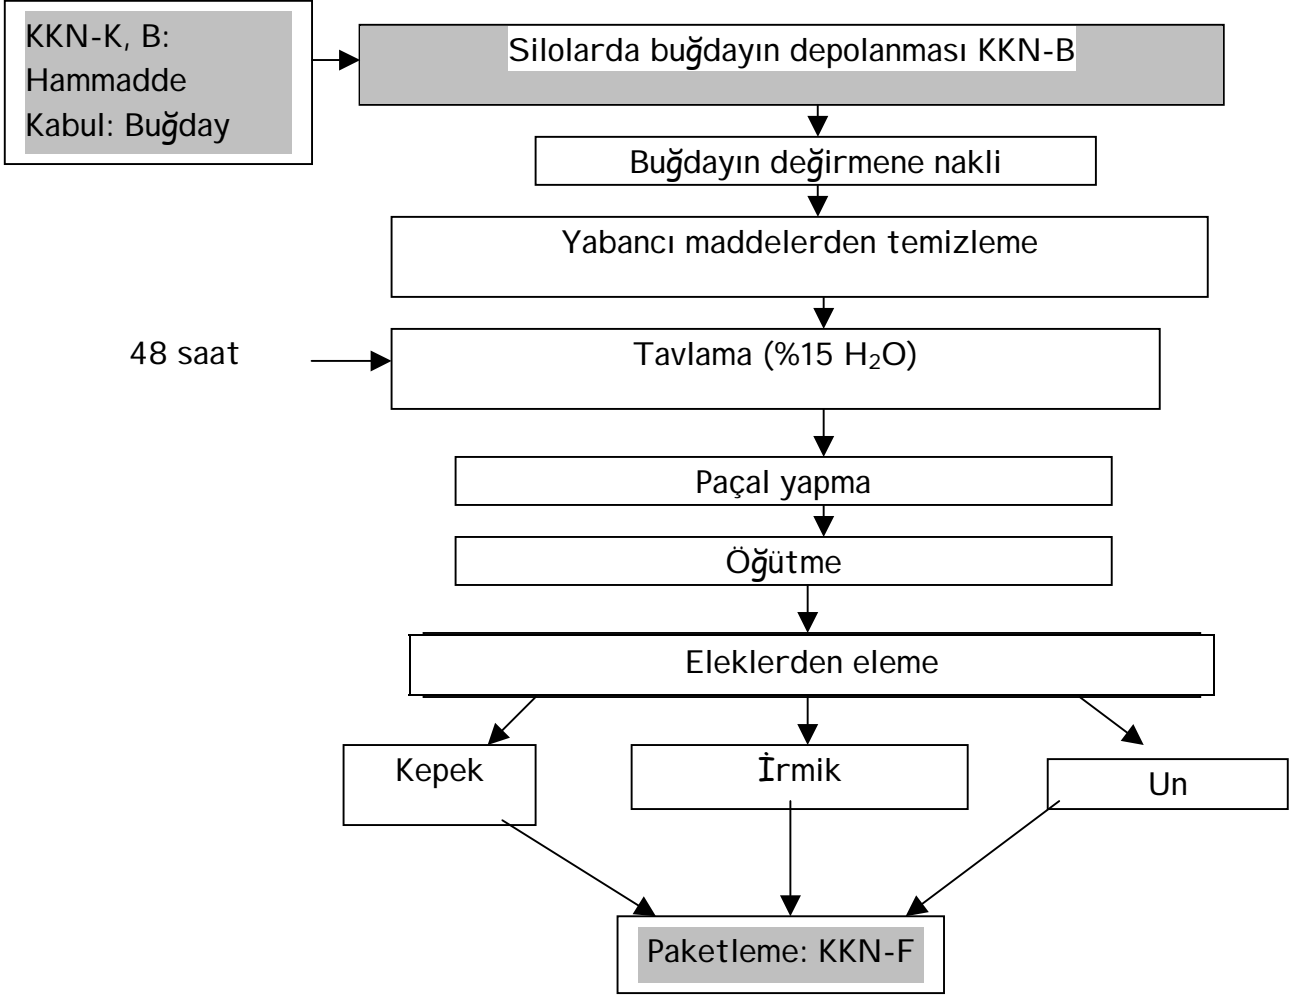 KKN-K, B:
Hammadde
Kabul: Buğday
Silolarda buğdayın depolanması KKN-B
Buğdayın değirmene nakli
Yabancı maddelerden temizleme
48 saat
Tavlama (%15 H₂O)
Paçal yapma
Öğütme
Eleklerden eleme
Kepek
İrmik
Un
Paketleme: KKN-F